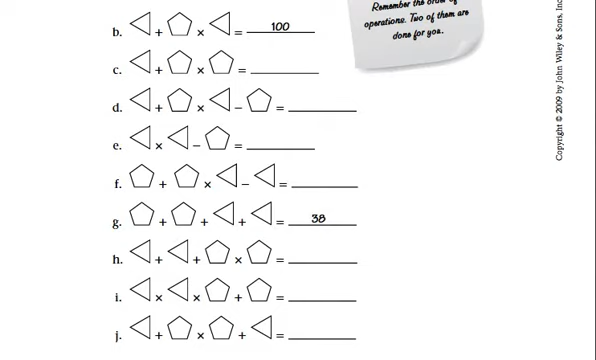 Remember the order of
operations. Two of them are
done for you.
b. + × = 100
c. + × =
d. + × − =
e. × − =
f. + × − =
g. + + + = 38
h. + + × =
i. × × + =
j. + × + =
Copyright © 2009 by John Wiley & Sons, Inc